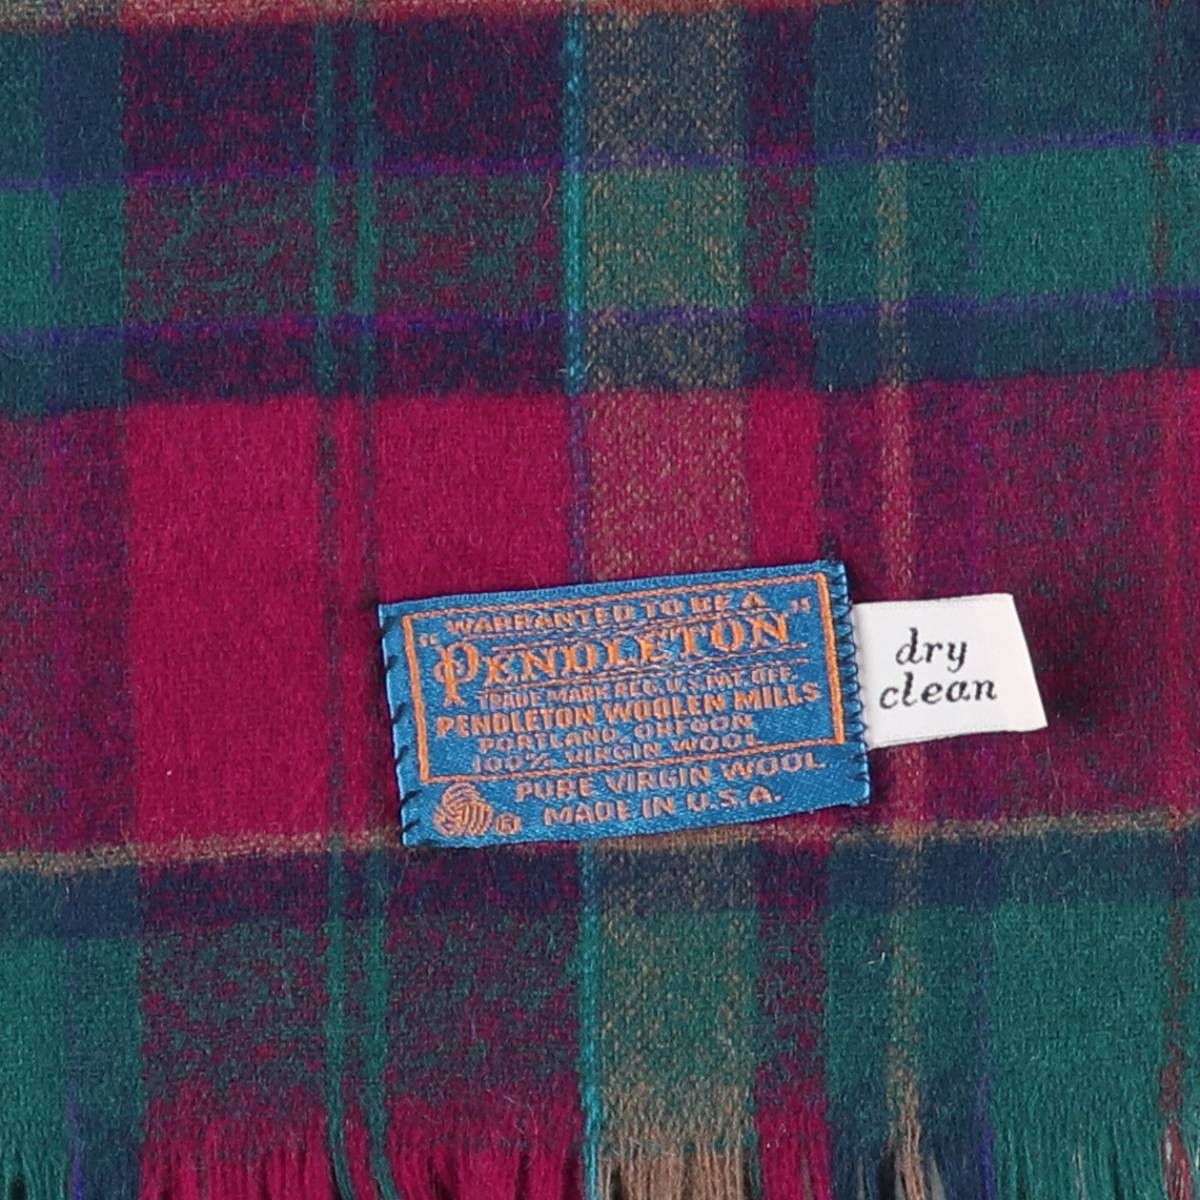 "WARRANTED TO BE A
PENDLETON"
TRADE MARK REG. U.S. PAT. OFF.
PENDLETON WOOLEN MILLS
PORTLAND, OREGON
100% VIRGIN WOOL
PURE VIRGIN WOOL
® MADE IN U.S.A.
dry
clean